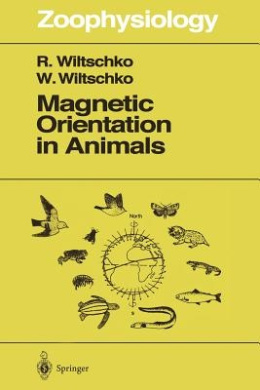 Zoophysiology
R. Wiltschko
W. Wiltschko
Magnetic
Orientation
in Animals
North
S
Springer